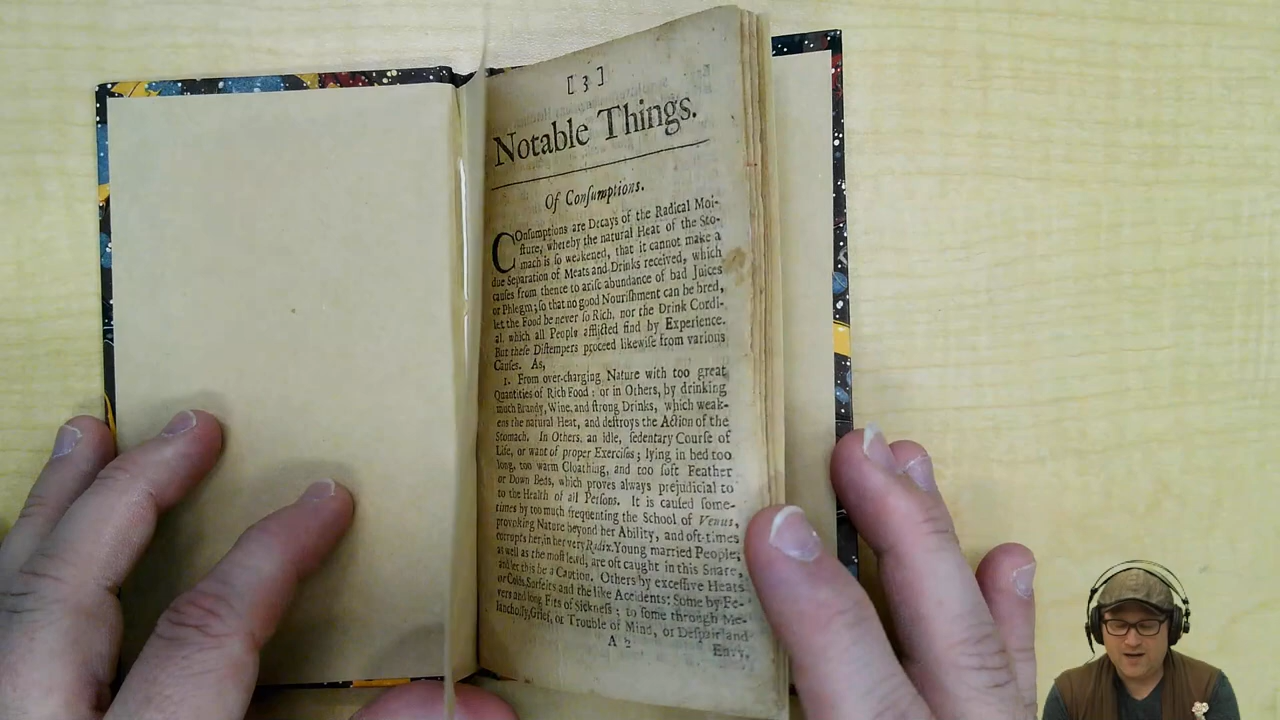 [ 3 ]
Notable Things.
Of Conſumptions.
COnſumptions are Decays of the Radical Moi-
ſture, whereby the natural Heat of the Sto-
mach is ſo weakened, that it cannot make a
due Separation of Meats and Drinks received, which
cauſes from thence to ariſe abundance of bad Juices
or Phlegm; ſo that no good Nouriſhment can be bred,
let the Food be never ſo Rich, nor the Drink Cordi-
al, which all People afflicted find by Experience.
But theſe Diſtempers proceed likewiſe from various
Cauſes. As,
1. From over-charging Nature with too great
Quantities of Rich Food: or in Others, by drinking
much Brandy, Wine, and ſtrong Drinks, which weak-
ens the natural Heat, and deſtroys the Action of the
Stomach. In Others, an idle, ſedentary Courſe of
Life, or want of proper Exerciſes; lying in bed too
long, too warm Cloathing, and too ſoft Feather
or Down Beds, which proves always prejudicial to
to the Health of all Perſons. It is cauſed ſome-
times by too much frequenting the School of Venus,
provoking Nature beyond her Ability, and oft-times
corrupts her, in her very Radix. Young married People,
as well as the moſt lewd, are oft caught in this Snare,
and let this be a Caution. Others by exceſſive Heats
or Colds, Surfeits and the like Accidents; Some by Fe-
vers and long Fits of Sickneſs; to ſome through Me-
lancholly, Grief, or Trouble of Mind, or Deſpair and
A 2 Envy.